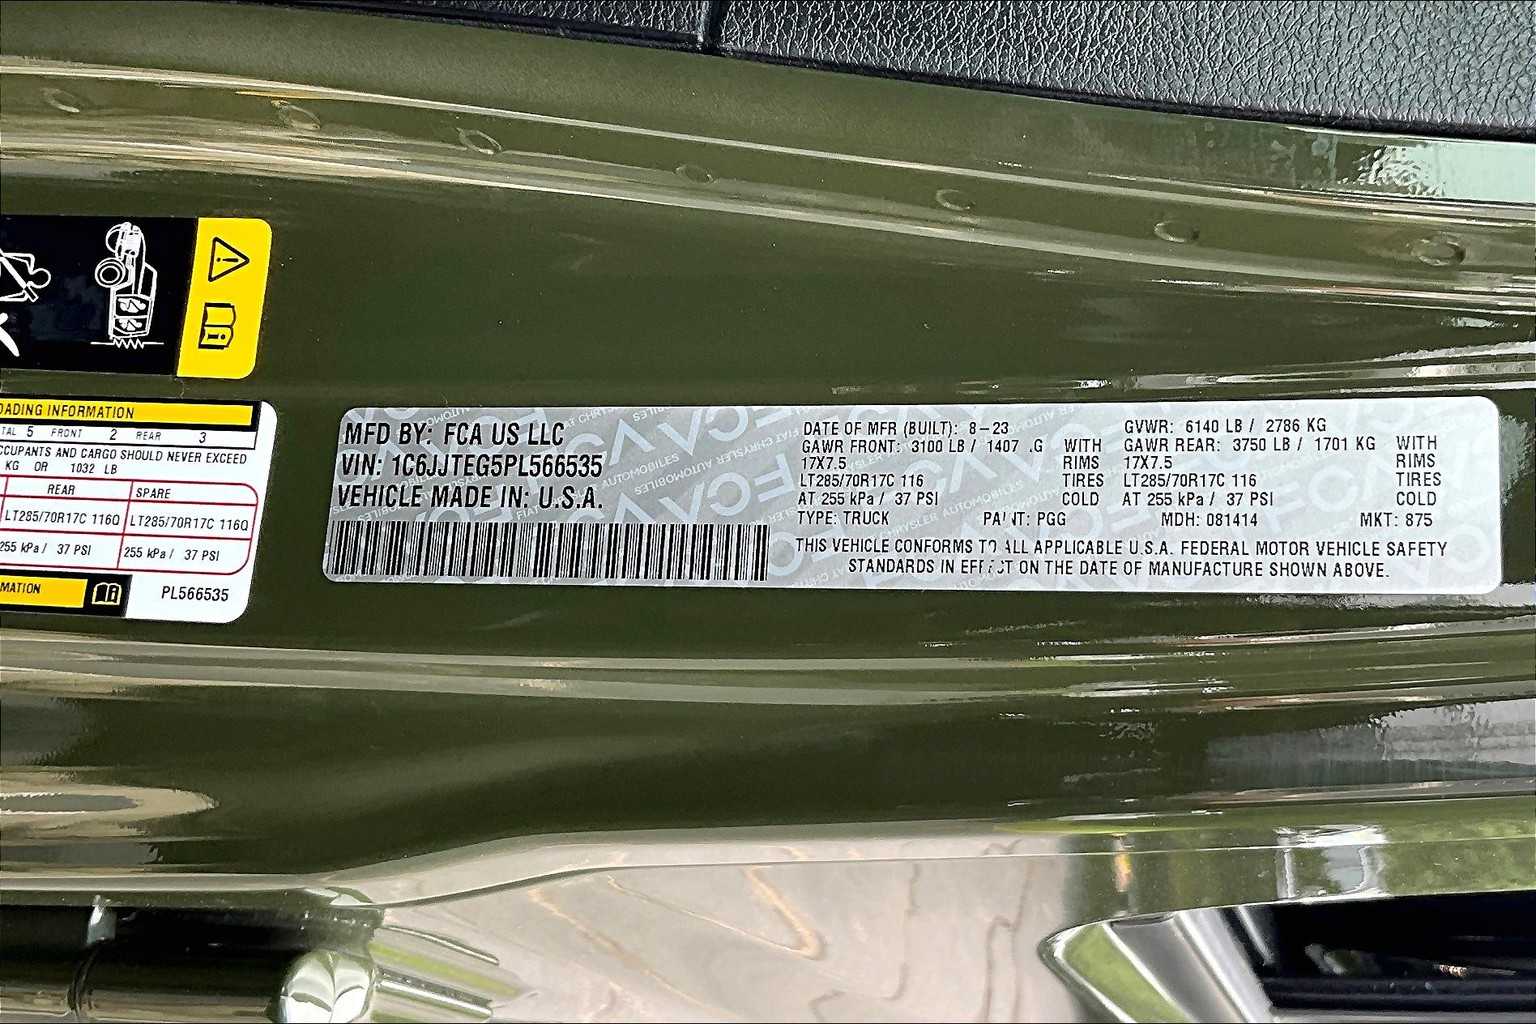 OADING INFORMATION
TAL 5 FRONT 2 REAR 3
CCUPANTS AND CARGO SHOULD NEVER EXCEED
KG OR 1032 LB
REAR SPARE
LT285/70R17C 116Q LT285/70R17C 116Q
255 kPa / 37 PSI 255 kPa / 37 PSI
MATION
PL566535
MFD BY: FCA US LLC
VIN: 1C6JJTEG5PL566535
VEHICLE MADE IN: U.S.A.
DATE OF MFR (BUILT): 8-23 GVWR: 6140 LB / 2786 KG
GAWR FRONT: 3100 LB / 1407 .G WITH GAWR REAR: 3750 LB / 1701 KG WITH
17X7.5 RIMS 17X7.5 RIMS
LT285/70R17C 116 TIRES LT285/70R17C 116 TIRES
AT 255 kPa / 37 PSI COLD AT 255 kPa / 37 PSI COLD
TYPE: TRUCK PAINT: PGG MDH: 081414 MKT: 875
THIS VEHICLE CONFORMS TO ALL APPLICABLE U.S.A. FEDERAL MOTOR VEHICLE SAFETY
STANDARDS IN EFFECT ON THE DATE OF MANUFACTURE SHOWN ABOVE.